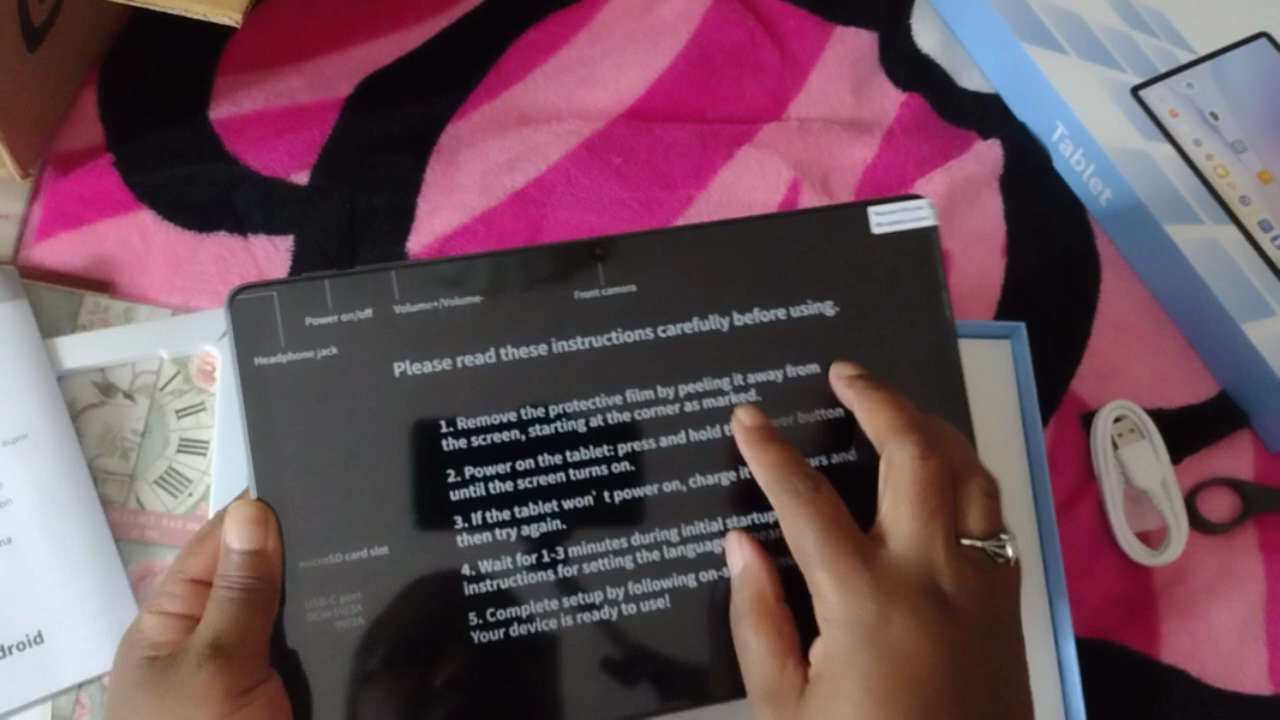 Tablet
Front camera
Power on/off
Volume+/Volume-
Headphone jack
Please read these instructions carefully before using.
1. Remove the protective film by peeling it away from
the screen, starting at the corner as marked.
2. Power on the tablet: press and hold button
until the screen turns on.
3. If the tablet won't power on, charge it and
then try again.
4. Wait for 1-3 minutes during initial startup
instructions for setting the language
5. Complete setup by following
Your device is ready to use!
microSD card slot
USB-C port
droid